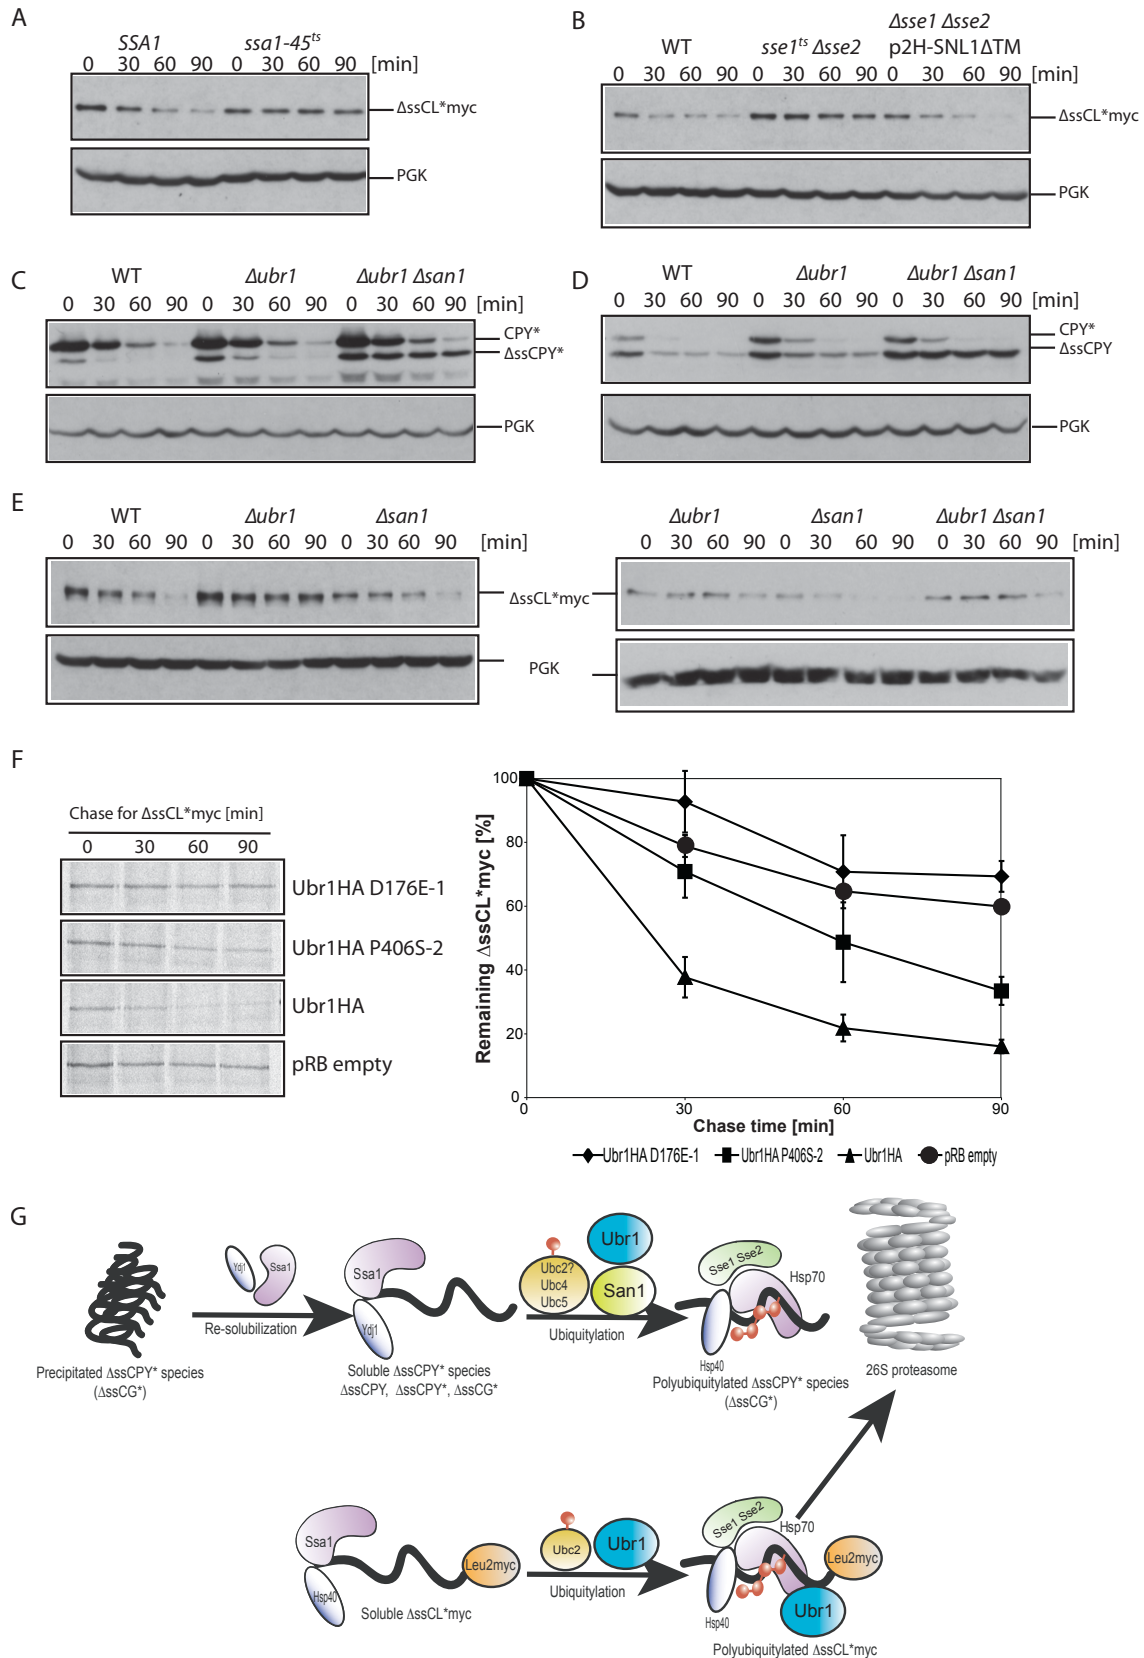 A
SSA1 ssa1-45ts
0 30 60 90 0 30 60 90 [min]
ΔssCL*myc
PGK
B
WT sse1ts Δsse2 Δsse1 Δsse2
p2H-SNL1ΔTM
0 30 60 90 0 30 60 90 0 30 60 90 [min]
ΔssCL*myc
PGK
C
WT Δubr1 Δubr1 Δsan1
0 30 60 90 0 30 60 90 0 30 60 90 [min]
CPY*
ΔssCPY*
PGK
D
WT Δubr1 Δubr1 Δsan1
0 30 60 90 0 30 60 90 0 30 60 90 [min]
CPY*
ΔssCPY
PGK
E
WT Δubr1 Δsan1
0 30 60 90 0 30 60 90 0 30 60 90 [min]
ΔssCL*myc
PGK
Δubr1 Δsan1 Δubr1 Δsan1
0 30 60 90 0 30 60 90 0 30 60 90 [min]
F
Chase for ΔssCL*myc [min]
0 30 60 90
Ubr1HA D176E-1
Ubr1HA P406S-2
Ubr1HA
pRB empty
Remaining ΔssCL*myc [%]
100
80
60
40
20
0
0 30 60 90
Chase time [min]
Ubr1HA D176E-1 Ubr1HA P406S-2 Ubr1HA pRB empty
G
Precipitated ΔssCPY* species
(ΔssCG*)
Ydj1
Ssa1
Re-solubilization
Ssa1
Ydj1
Soluble ΔssCPY* species
ΔssCPY, ΔssCPY*, ΔssCG*
Ubc2?
Ubc4
Ubc5
Ubr1
San1
Ubiquitylation
Sse1 Sse2
Hsp70
Hsp40
Polyubiquitylated ΔssCPY* species
(ΔssCG*)
26S proteasome
Ssa1
Hsp40
Leu2myc
Soluble ΔssCL*myc
Ubc2
Ubr1
Ubiquitylation
Sse1 Sse2
Hsp70
Leu2myc
Hsp40
Ubr1
Polyubiquitylated ΔssCL*myc